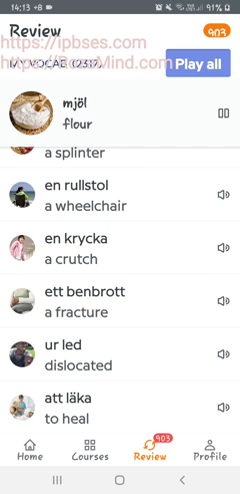 14:13 +B 91%
Review
903
https://ipbses.com
MY VOCAB (2317)
Play all
mjöl
flour
a splinter
en rullstol
a wheelchair
en krycka
a crutch
ett benbrott
a fracture
ur led
dislocated
att läka
to heal
903
Home Courses Review Profile